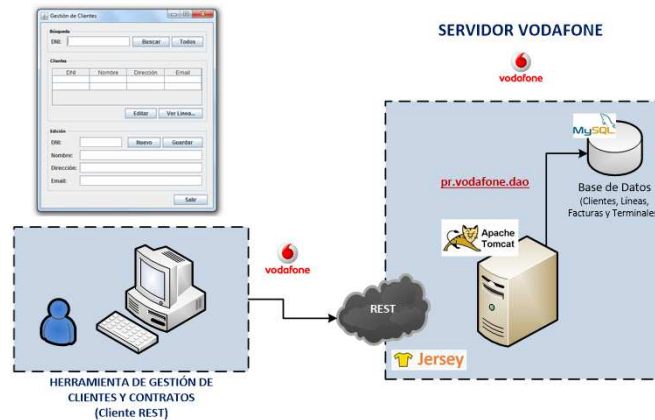 Gestión de Clientes
Búsqueda
DNI:
Buscar
Todos
Clientes
DNI Nombre Dirección Email
Editar
Ver Línea...
Edición
DNI:
Nuevo
Guardar
Nombre:
Dirección:
Email:
Salir
SERVIDOR VODAFONE
vodafone
MySQL
pr.vodafone.dao
Base de Datos
(Clientes, Líneas,
Facturas y Terminales
Apache
Tomcat
vodafone
REST
Jersey
HERRAMIENTA DE GESTIÓN DE
CLIENTES Y CONTRATOS
(Cliente REST)